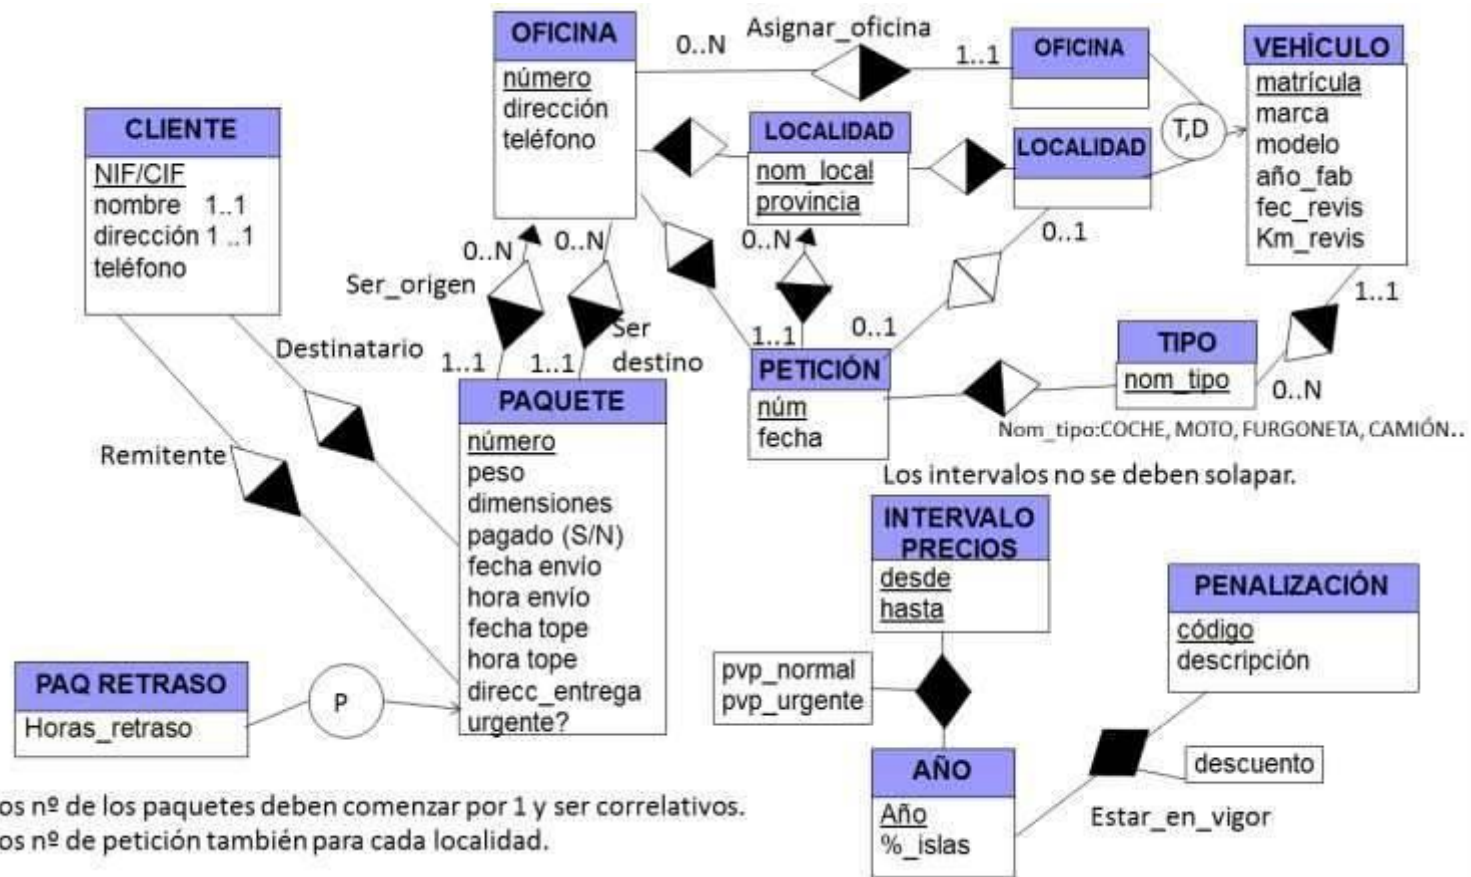 OFICINA
número
dirección
teléfono
0..N
Asignar_oficina
1..1
OFICINA
VEHÍCULO
matrícula
marca
modelo
año_fab
fec_revis
Km_revis
T,D
CLIENTE
NIF/CIF
nombre 1..1
dirección 1 ..1
teléfono
LOCALIDAD
nom_local
provincia
LOCALIDAD
0..N
0..N
0..N
0..1
Ser_origen
1..1
Destinatario
1..1
1..1
Ser
destino
1..1
0..1
TIPO
nom_tipo
0..N
Nom_tipo:COCHE, MOTO, FURGONETA, CAMIÓN..
PETICIÓN
núm
fecha
Remitente
PAQUETE
número
peso
dimensiones
pagado (S/N)
fecha envío
hora envío
fecha tope
hora tope
direcc_entrega
urgente?
Los intervalos no se deben solapar.
INTERVALO
PRECIOS
desde
hasta
PENALIZACIÓN
código
descripción
PAQ RETRASO
Horas_retraso
P
pvp_normal
pvp_urgente
AÑO
Año
%_islas
descuento
Estar_en_vigor
os nº de los paquetes deben comenzar por 1 y ser correlativos.
os nº de petición también para cada localidad.